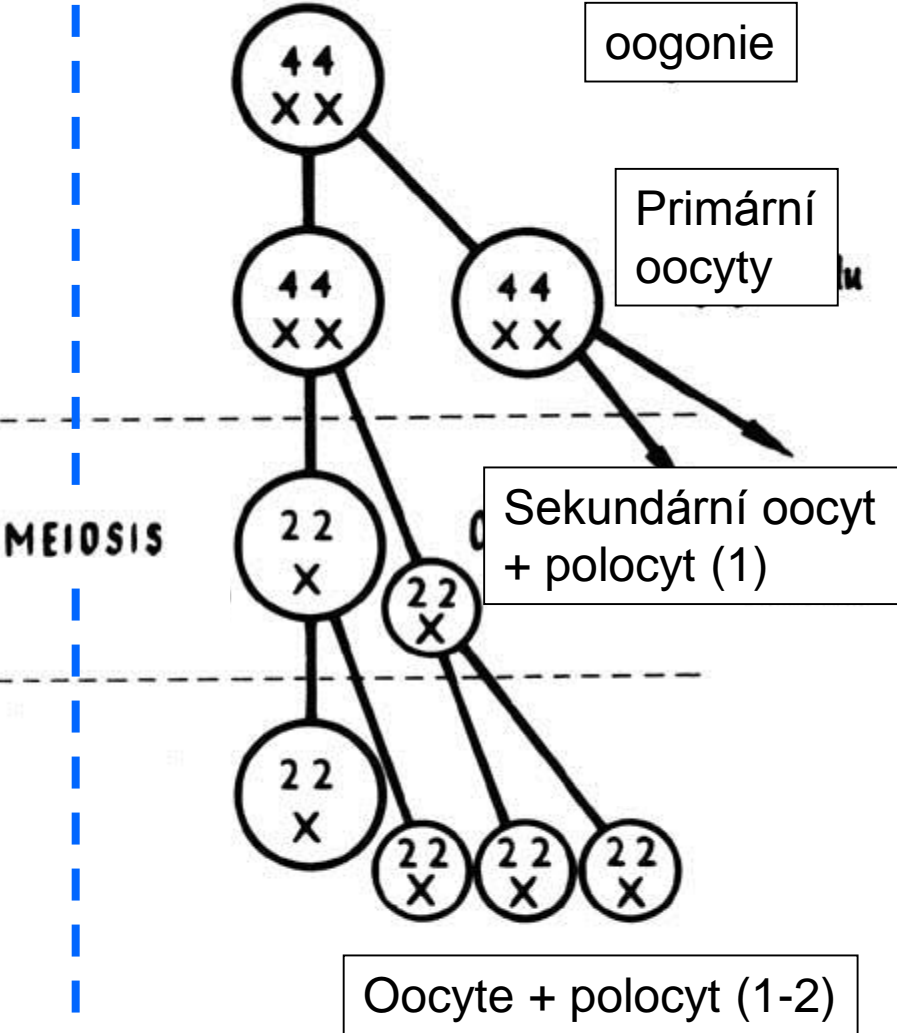 oogonie
44
XX
Primární
oocyty
44
XX
44
XX
Sekundární oocyt
+ polocyt (1)
MEIOSIS
22
X
22
X
22
X
22
X
22
X
22
X
Oocyte + polocyt (1-2)